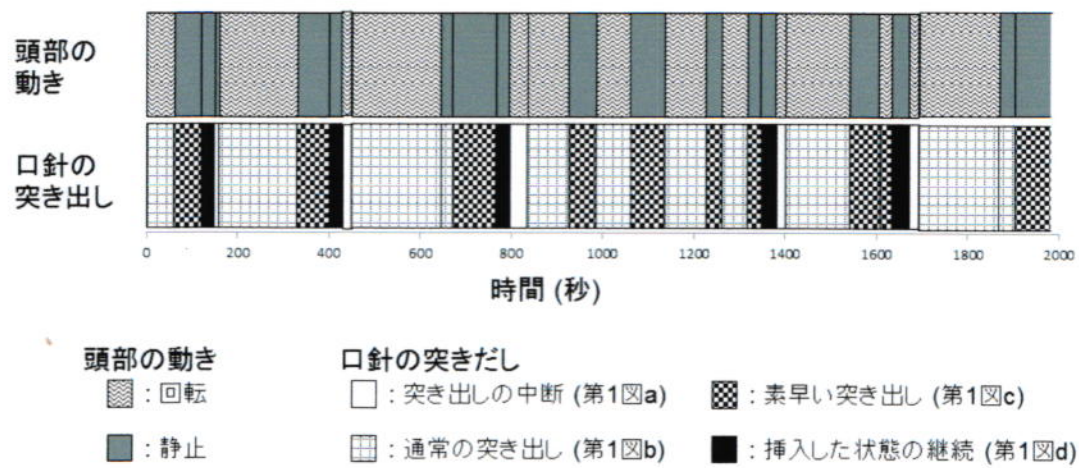 頭部の
動き
口針の
突き出し
0 200 400 600 800 1000 1200 1400 1600 1800 2000
時間 (秒)
頭部の動き 口針の突きだし
: 回転 : 突き出しの中断 (第1図a) : 素早い突き出し (第1図c)
: 静止 : 通常の突き出し (第1図b) : 挿入した状態の継続 (第1図d)